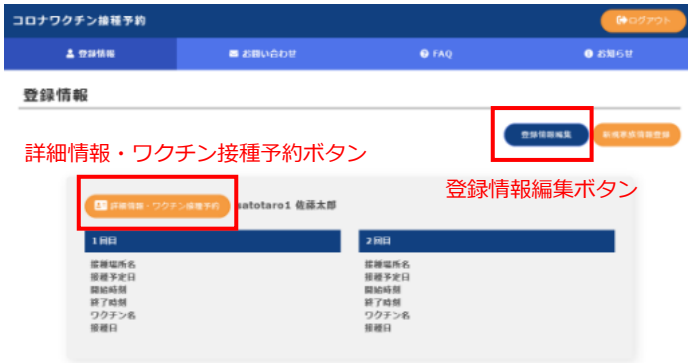 コロナワクチン接種予約
ログアウト
登録情報
お問い合わせ
FAQ
お知らせ
登録情報
登録情報編集
新規家族情報登録
詳細情報・ワクチン接種予約ボタン
登録情報編集ボタン
詳細情報・ワクチン接種予約
satotaro1 佐藤太郎
1回目
2回目
接種場所名
接種予定日
開始時刻
終了時刻
ワクチン名
接種日
接種場所名
接種予定日
開始時刻
終了時刻
ワクチン名
接種日